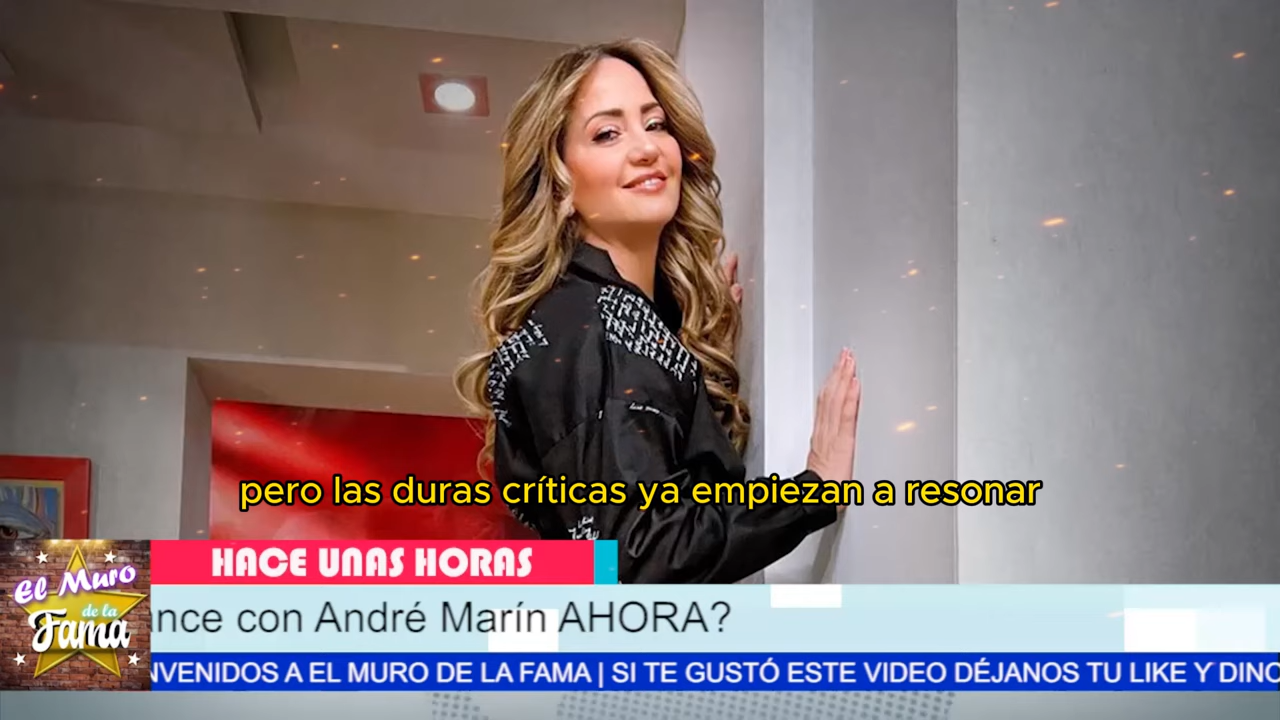 pero las duras críticas ya empiezan a resonar
HACE UNAS HORAS
El Muro
de la
Fama
nce con André Marín AHORA?
NVENIDOS A EL MURO DE LA FAMA | SI TE GUSTÓ ESTE VIDEO DÉJANOS TU LIKE Y DINO